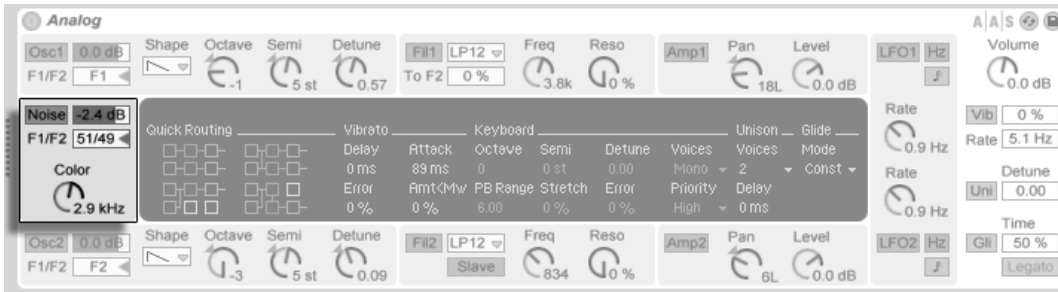 Analog
A|A|S
Osc1 0.0 dB Shape Octave Semi Detune Fil1 LP12 Freq Reso Amp1 Pan Level LFO1 Hz Volume
F1/F2 F1 -1 5 st 0.57 To F2 0 % 3.8k 0 % 18L 0.0 dB 0.0 dB
Noise -2.4 dB
F1/F2 51/49
Color
2.9 kHz
Quick Routing Vibrato Keyboard Unison Glide
Delay Attack Octave Semi Detune Voices Voices Mode
0 ms 89 ms 0 0 st 0.00 Mono 2 Const
Error Amt<Mw PB Range Stretch Error Priority Delay
0 % 0 % 6.00 0 % 0 % High 0 ms
Rate
0.9 Hz
Rate
0.9 Hz
Vib 0 %
Rate 5.1 Hz
Detune
Uni 0.00
Time
Gli 50 %
Legato
Osc2 0.0 dB Shape Octave Semi Detune Fil2 LP12 Freq Reso Amp2 Pan Level LFO2 Hz
F1/F2 F2 -3 5 st 0.09 Slave 834 0 % 6L 0.0 dB